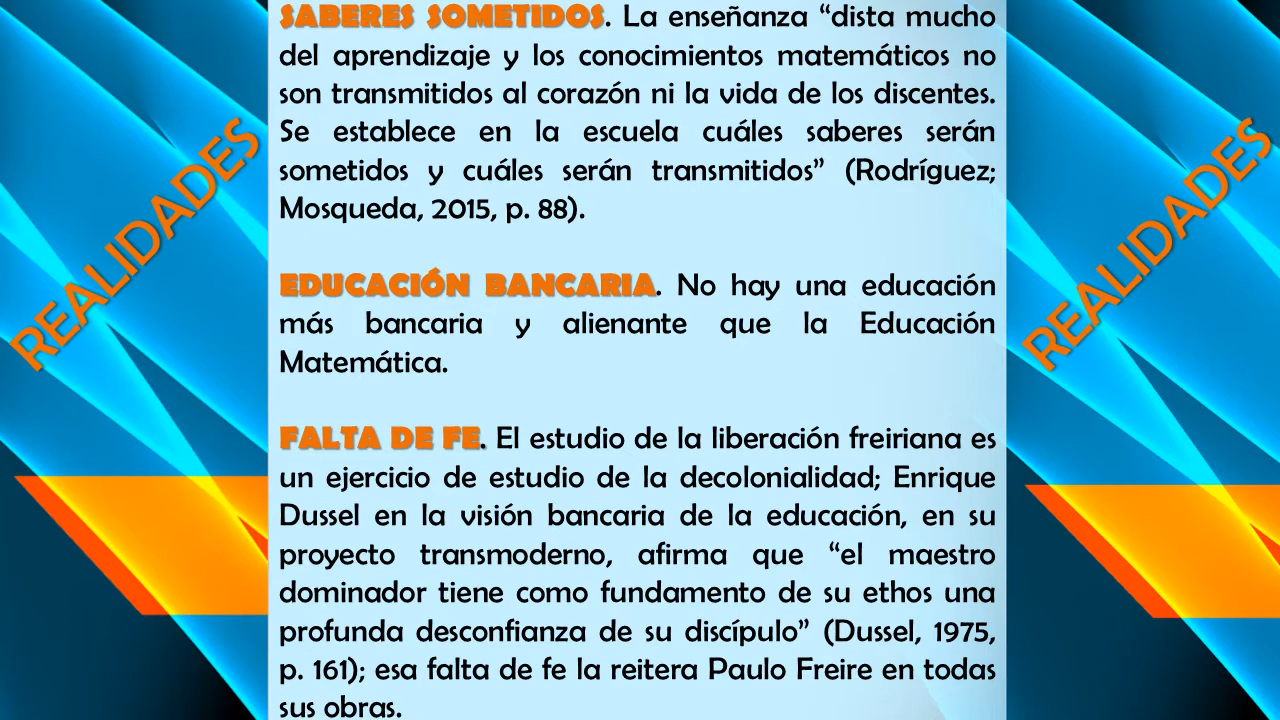 SABERES SOMETIDOS. La enseñanza “dista mucho
del aprendizaje y los conocimientos matemáticos no
son transmitidos al corazón ni la vida de los discentes.
Se establece en la escuela cuáles saberes serán
sometidos y cuáles serán transmitidos” (Rodríguez;
Mosqueda, 2015, p. 88).
EDUCACIÓN BANCARIA. No hay una educación
más bancaria y alienante que la Educación
Matemática.
FALTA DE FE. El estudio de la liberación freiriana es
un ejercicio de estudio de la decolonialidad; Enrique
Dussel en la visión bancaria de la educación, en su
proyecto transmoderno, afirma que “el maestro
dominador tiene como fundamento de su ethos una
profunda desconfianza de su discípulo” (Dussel, 1975,
p. 161); esa falta de fe la reitera Paulo Freire en todas
sus obras.
REALIDADES
REALIDADES